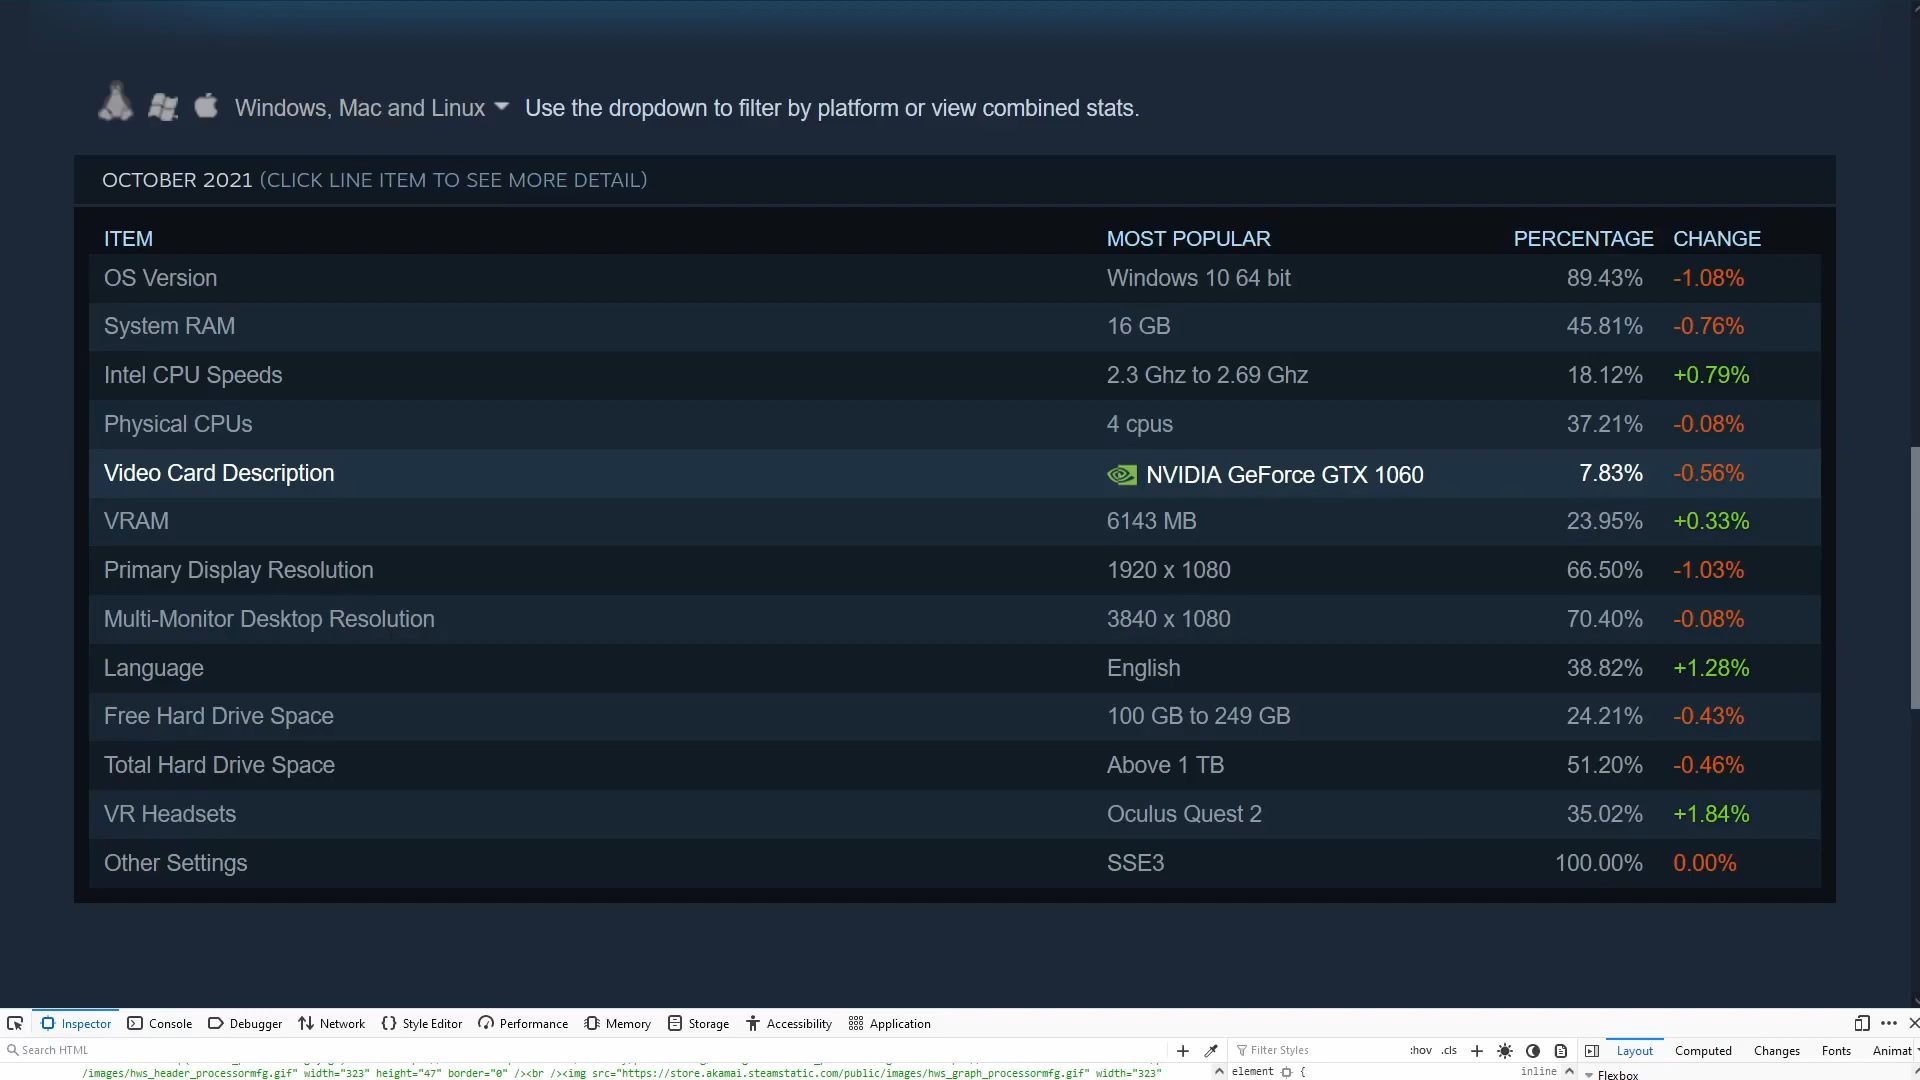 Windows, Mac and Linux Use the dropdown to filter by platform or view combined stats.
OCTOBER 2021 (CLICK LINE ITEM TO SEE MORE DETAIL)
ITEM MOST POPULAR PERCENTAGE CHANGE
OS Version Windows 10 64 bit 89.43% -1.08%
System RAM 16 GB 45.81% -0.76%
Intel CPU Speeds 2.3 Ghz to 2.69 Ghz 18.12% +0.79%
Physical CPUs 4 cpus 37.21% -0.08%
Video Card Description NVIDIA GeForce GTX 1060 7.83% -0.56%
VRAM 6143 MB 23.95% +0.33%
Primary Display Resolution 1920 x 1080 66.50% -1.03%
Multi-Monitor Desktop Resolution 3840 x 1080 70.40% -0.08%
Language English 38.82% +1.28%
Free Hard Drive Space 100 GB to 249 GB 24.21% -0.43%
Total Hard Drive Space Above 1 TB 51.20% -0.46%
VR Headsets Oculus Quest 2 35.02% +1.84%
Other Settings SSE3 100.00% 0.00%
Inspector Console Debugger Network {} Style Editor Performance Memory Storage Accessibility Application
Search HTML + Filter Styles :hov .cls + Layout Computed Changes Fonts Animat
/images/hws_header_processormfg.gif" width="323" height="47" border="0" /><br /><img src="https://store.akamai.steamstatic.com/public/images/hws_graph_processormfg.gif" width="323" element { inline Flexbox